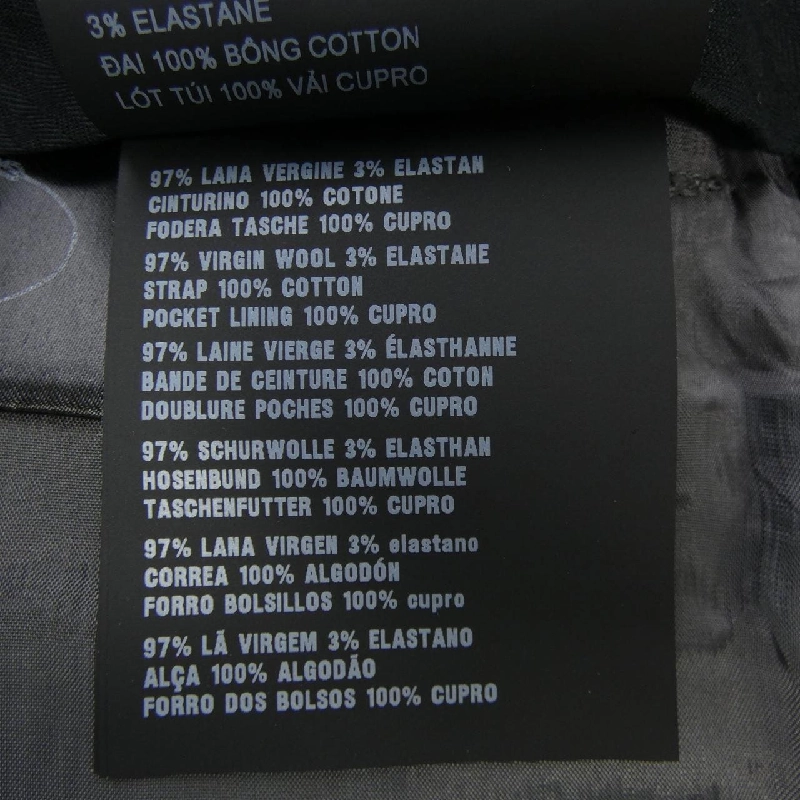 3% ELASTANE
ĐAI 100% BÔNG COTTON
LÓT TÚI 100% VẢI CUPRO
97% LANA VERGINE 3% ELASTAN
CINTURINO 100% COTONE
FODERA TASCHE 100% CUPRO
97% VIRGIN WOOL 3% ELASTANE
STRAP 100% COTTON
POCKET LINING 100% CUPRO
97% LAINE VIERGE 3% ÉLASTHANNE
BANDE DE CEINTURE 100% COTON
DOUBLURE POCHES 100% CUPRO
97% SCHURWOLLE 3% ELASTHAN
HOSENBUND 100% BAUMWOLLE
TASCHENFUTTER 100% CUPRO
97% LANA VIRGEN 3% elastano
CORREA 100% ALGODÓN
FORRO BOLSILLOS 100% cupro
97% LÃ VIRGEM 3% ELASTANO
ALÇA 100% ALGODÃO
FORRO DOS BOLSOS 100% CUPRO